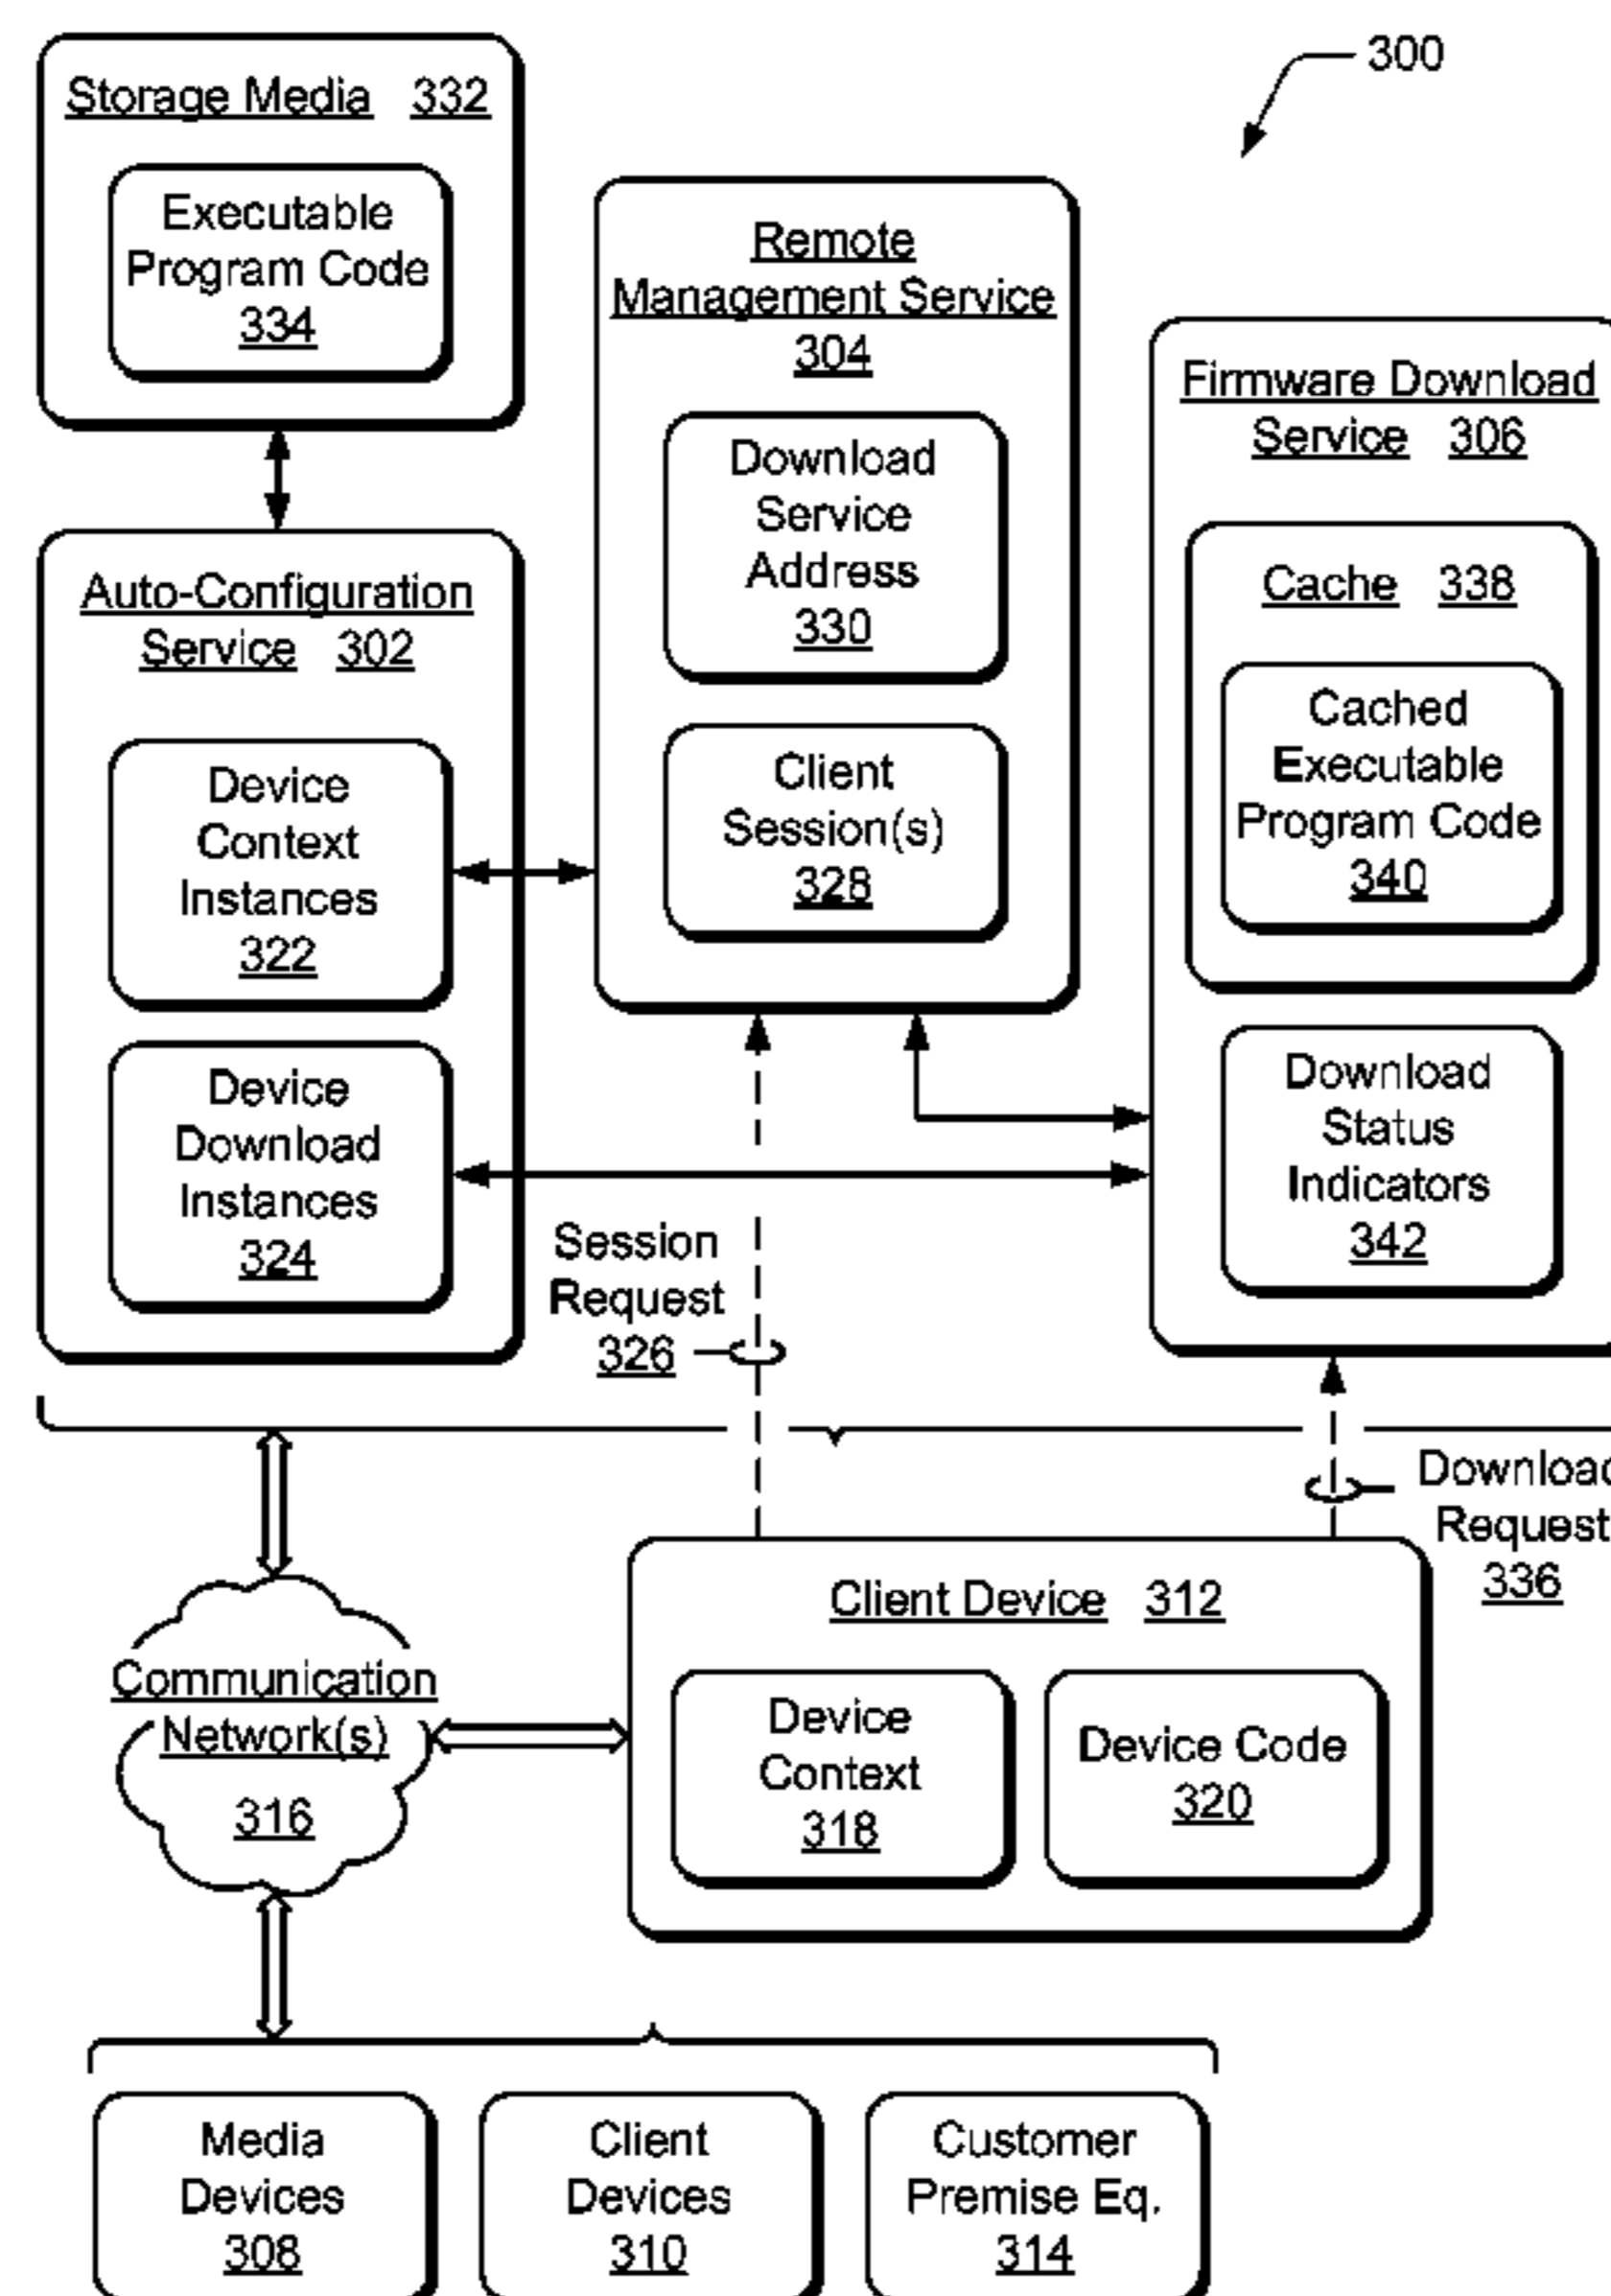 300
Storage Media 332
Executable
Program Code
334
Remote
Management Service
304
Download
Service
Address
330
Client
Session(s)
328
Firmware Download
Service 306
Cache 338
Cached
Executable
Program Code
340
Download
Status
Indicators
342
Auto-Configuration
Service 302
Device
Context
Instances
322
Device
Download
Instances
324
Session
Request
326
Download
Request
336
Client Device 312
Device
Context
318
Device Code
320
Communication
Network(s)
316
Media
Devices
308
Client
Devices
310
Customer
Premise Eq.
314